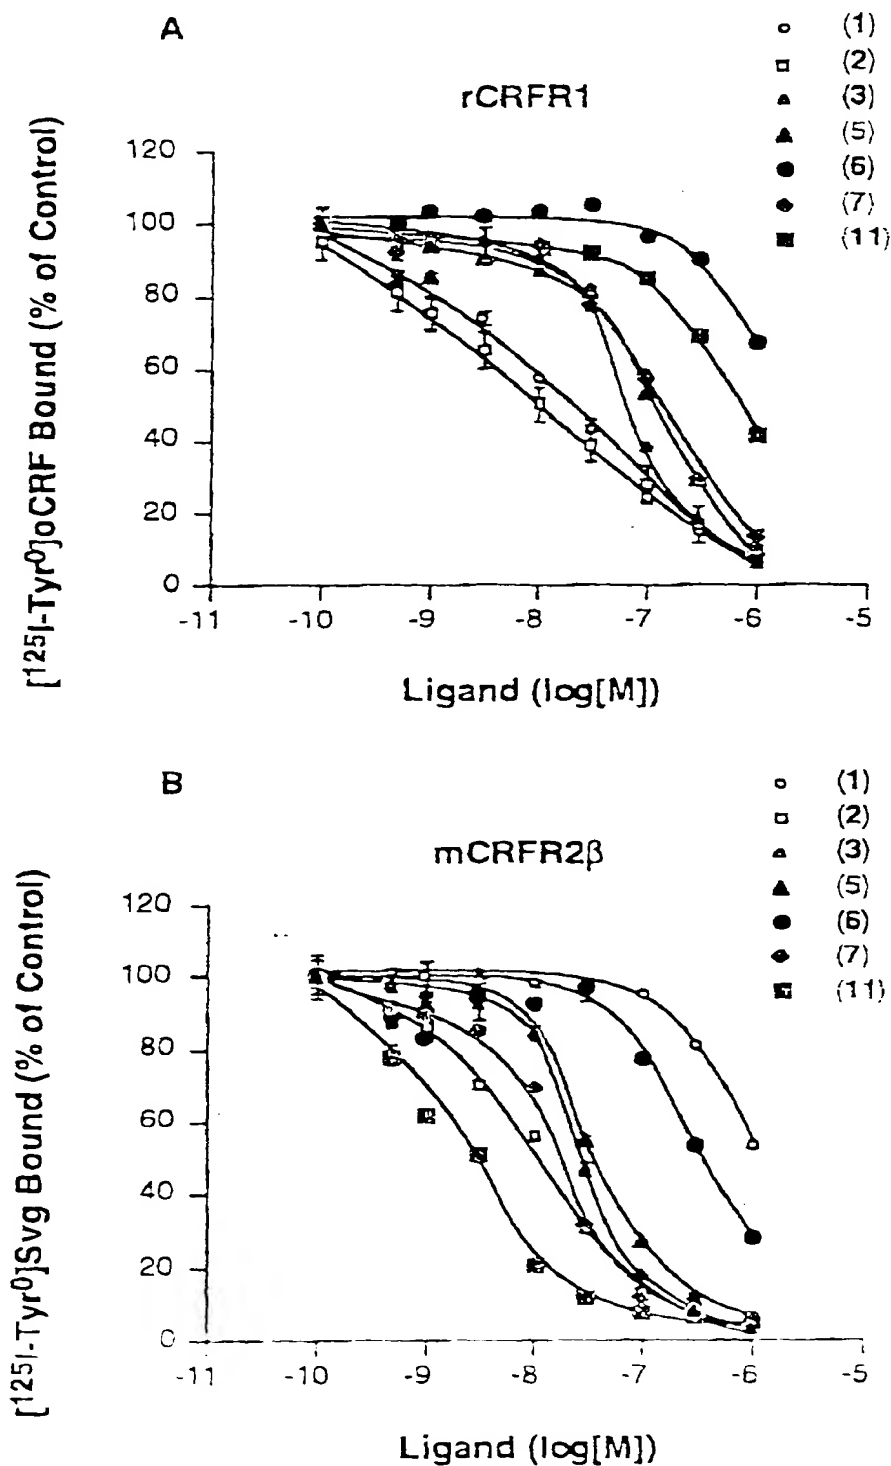 A
(1)
(2)
(3)
(5)
(6)
(7)
(11)
rCRFR1
[¹²⁵I-Tyr⁰]oCRF Bound (% of Control)
120
100
80
60
40
20
0
-11 -10 -9 -8 -7 -6 -5
Ligand (log[M])
B
(1)
(2)
(3)
(5)
(6)
(7)
(11)
mCRFR2β
[¹²⁵I-Tyr⁰]Svg Bound (% of Control)
120
100
80
60
40
20
0
-11 -10 -9 -8 -7 -6 -5
Ligand (log[M])